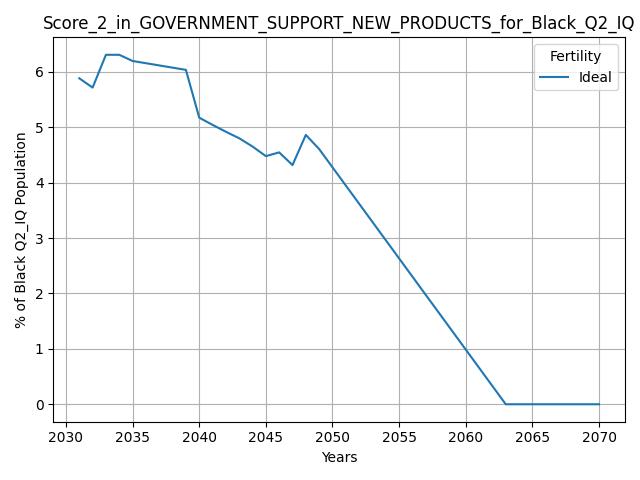 Score_2_in_GOVERNMENT_SUPPORT_NEW_PRODUCTS_for_Black_Q2_IQ
Fertility
Ideal
% of Black Q2_IQ Population
6
5
4
3
2
1
0
2030 2035 2040 2045 2050 2055 2060 2065 2070
Years